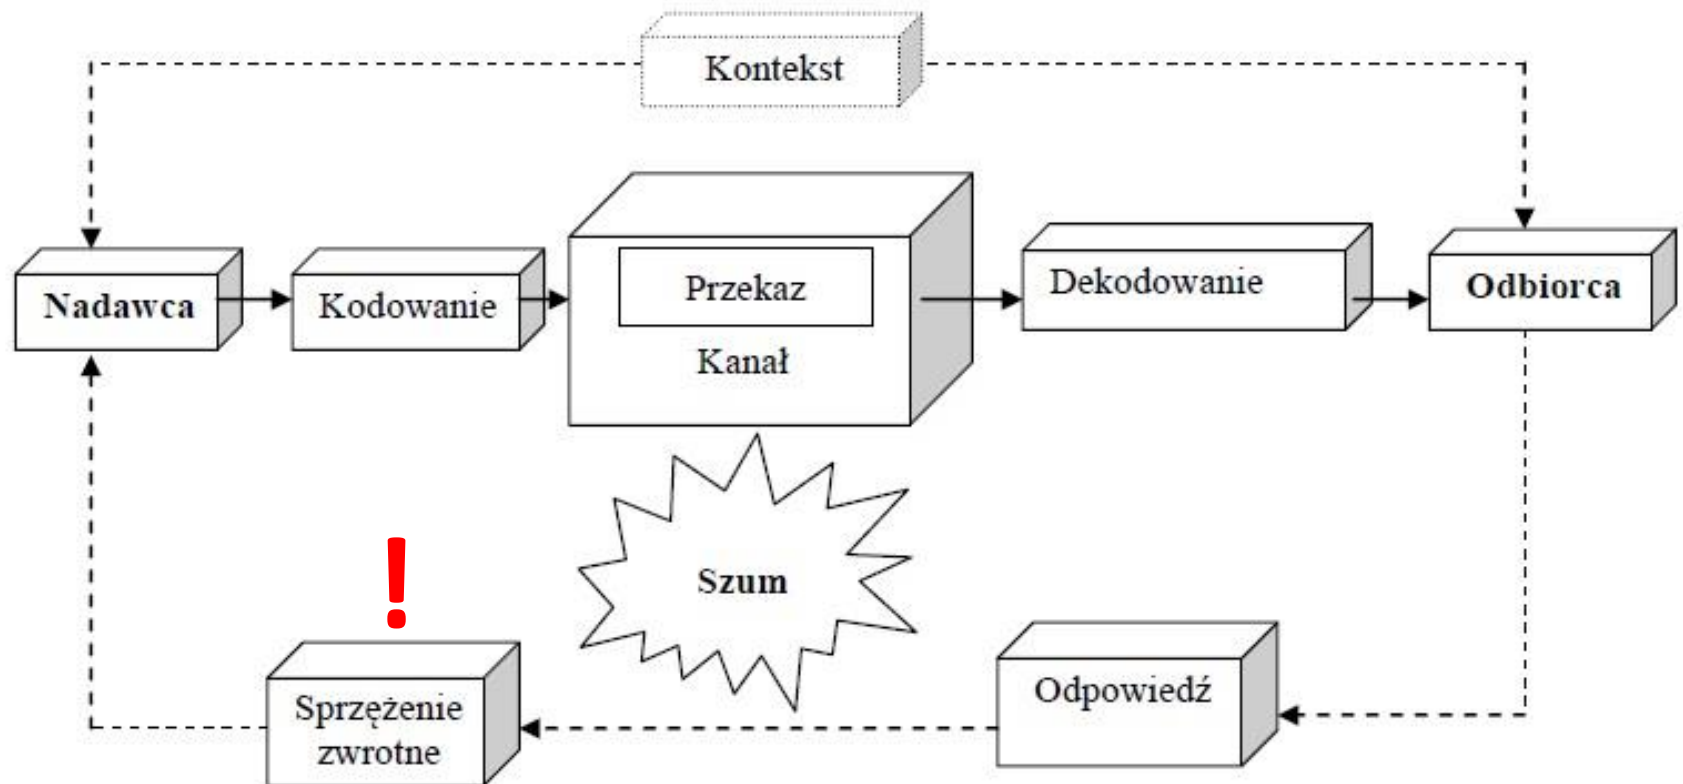 Kontekst
Nadawca
Kodowanie
Przekaz
Kanał
Dekodowanie
Odbiorca
Szum
!
Sprzężenie
zwrotne
Odpowiedź